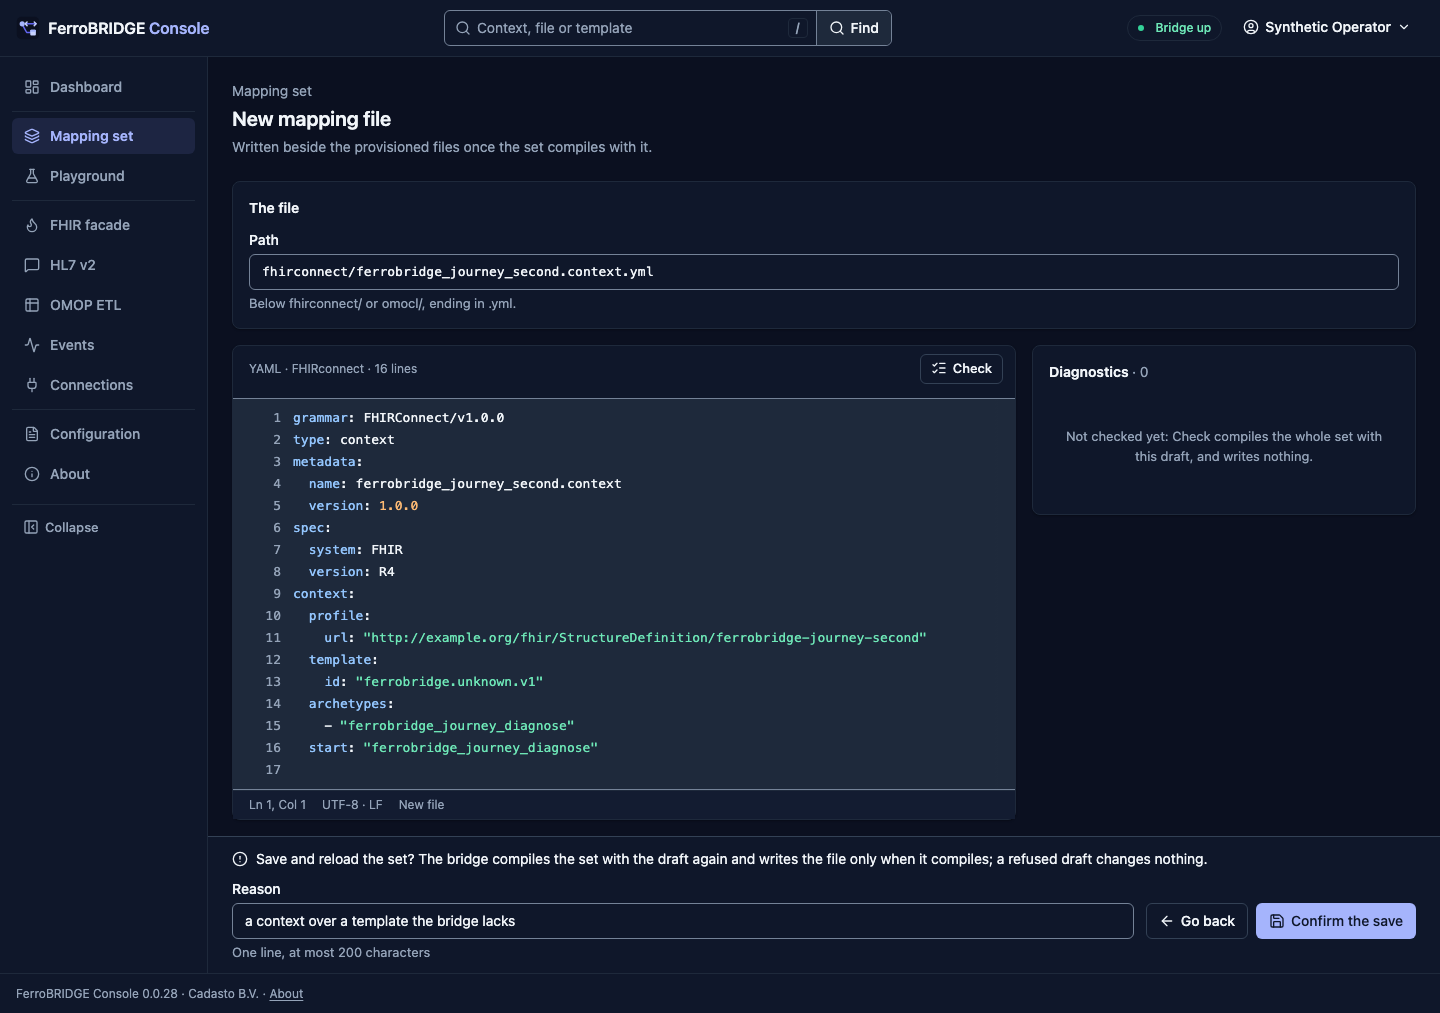 FerroBRIDGE Console
Context, file or template
/
Find
Bridge up
Synthetic Operator
Dashboard
Mapping set
Playground
FHIR facade
HL7 v2
OMOP ETL
Events
Connections
Configuration
About
Collapse
Mapping set
New mapping file
Written beside the provisioned files once the set compiles with it.
The file
Path
fhirconnect/ferrobridge_journey_second.context.yml
Below fhirconnect/ or omocl/, ending in .yml.
YAML · FHIRconnect · 16 lines
Check
1 grammar: FHIRConnect/v1.0.0
2 type: context
3 metadata:
4 name: ferrobridge_journey_second.context
5 version: 1.0.0
6 spec:
7 system: FHIR
8 version: R4
9 context:
10 profile:
11 url: "http://example.org/fhir/StructureDefinition/ferrobridge-journey-second"
12 template:
13 id: "ferrobridge.unknown.v1"
14 archetypes:
15 - "ferrobridge_journey_diagnose"
16 start: "ferrobridge_journey_diagnose"
17
Ln 1, Col 1 UTF-8 · LF New file
Diagnostics · 0
Not checked yet: Check compiles the whole set with
this draft, and writes nothing.
Save and reload the set? The bridge compiles the set with the draft again and writes the file only when it compiles; a refused draft changes nothing.
Reason
a context over a template the bridge lacks
Go back
Confirm the save
One line, at most 200 characters
FerroBRIDGE Console 0.0.28 · Cadasto B.V. · About